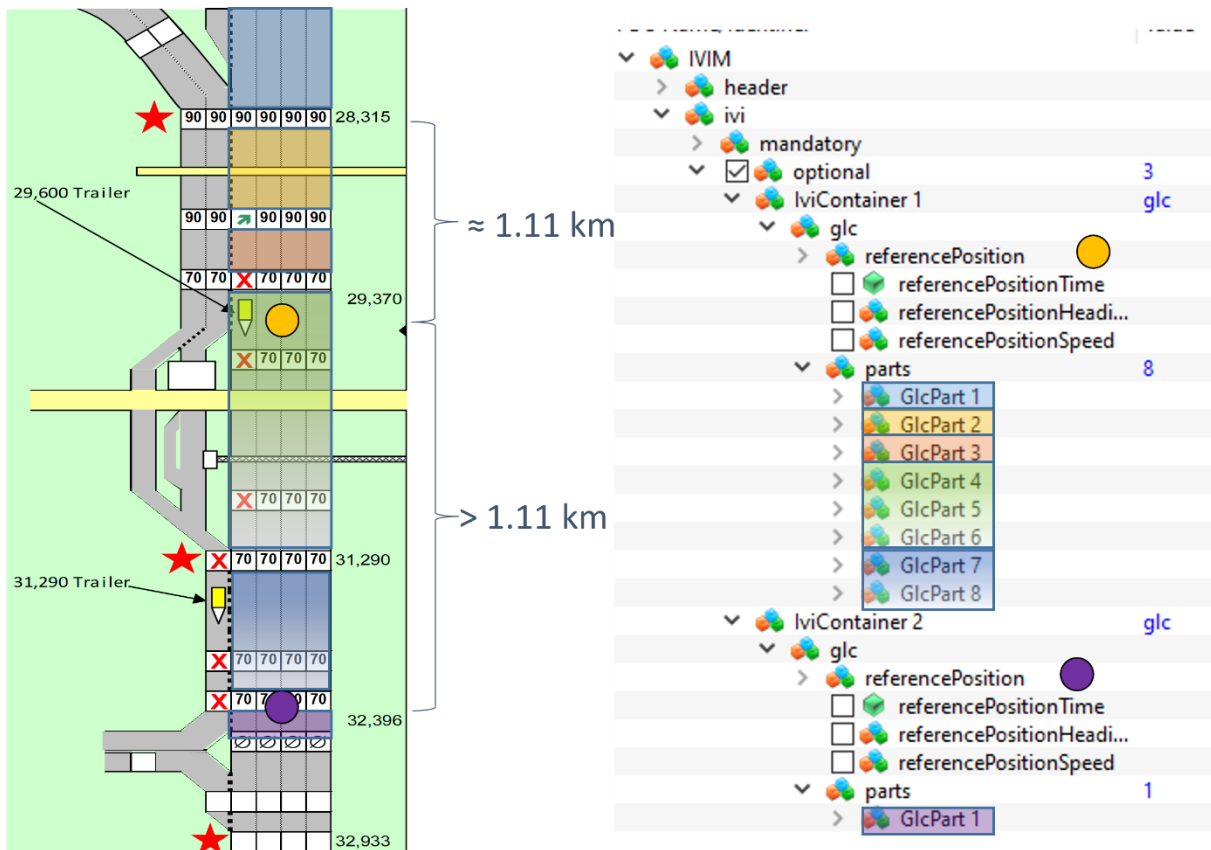 90 90 90 90 90 90 28,315
29,600 Trailer
90 90 90 90 90
70 70 X 70 70 70
29,370
X 70 70 70
X 70 70 70
X 70 70 70 70 31,290
31,290 Trailer
X 70 70 70 70
X 70 70 70
32,396
Ø Ø Ø Ø
32,933
≈ 1.11 km
> 1.11 km
IVIM
header
ivi
mandatory
optional 3
IviContainer 1 glc
glc
referencePosition
referencePositionTime
referencePositionHeadi...
referencePositionSpeed
parts 8
GlcPart 1
GlcPart 2
GlcPart 3
GlcPart 4
GlcPart 5
GlcPart 6
GlcPart 7
GlcPart 8
IviContainer 2 glc
glc
referencePosition
referencePositionTime
referencePositionHeadi...
referencePositionSpeed
parts 1
GlcPart 1